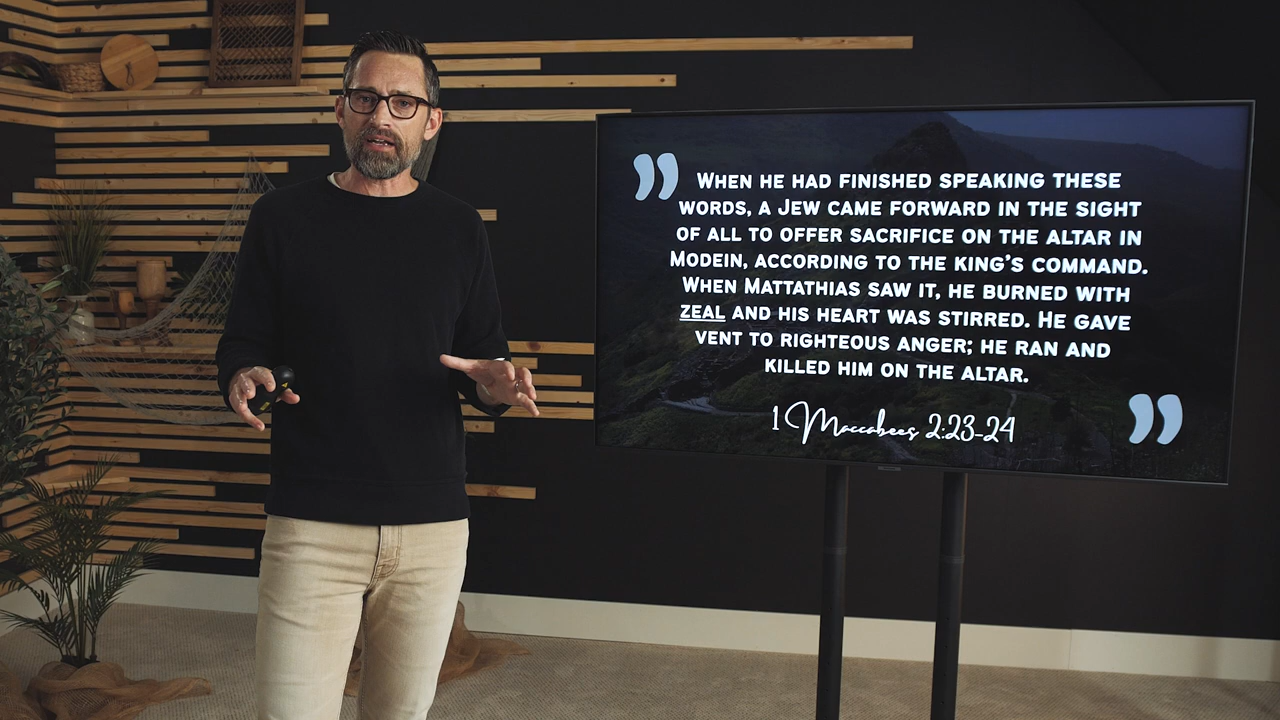 When he had finished speaking these
words, a Jew came forward in the sight
of all to offer sacrifice on the altar in
Modein, according to the king’s command.
When Mattathias saw it, he burned with
zeal and his heart was stirred. He gave
vent to righteous anger; he ran and
killed him on the altar.
1 Maccabees 2:23-24